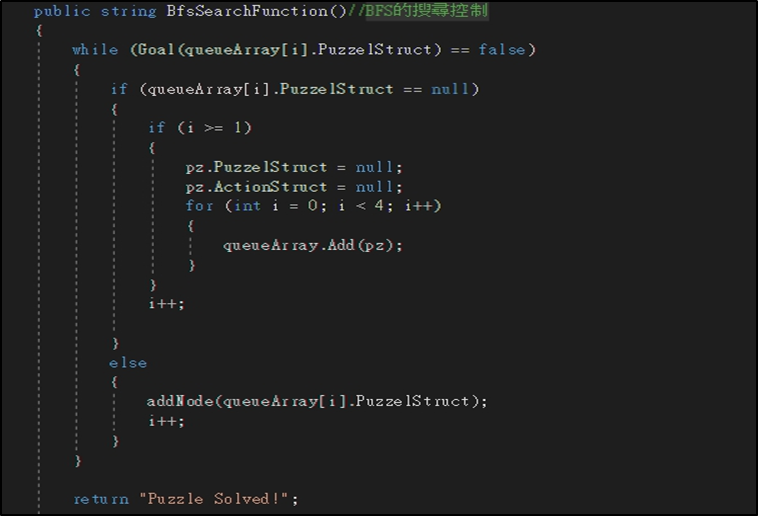 public string BfsSearchFunction()//BFS的搜尋控制
{
while (Goal(queueArray[i].PuzzelStruct) == false)
{
if (queueArray[i].PuzzelStruct == null)
{
if (i >= 1)
{
pz.PuzzelStruct = null;
pz.ActionStruct = null;
for (int i = 0; i < 4; i++)
{
queueArray.Add(pz);
}
}
i++;
}
else
{
addNode(queueArray[i].PuzzelStruct);
i++;
}
}
return "Puzzle Solved!";